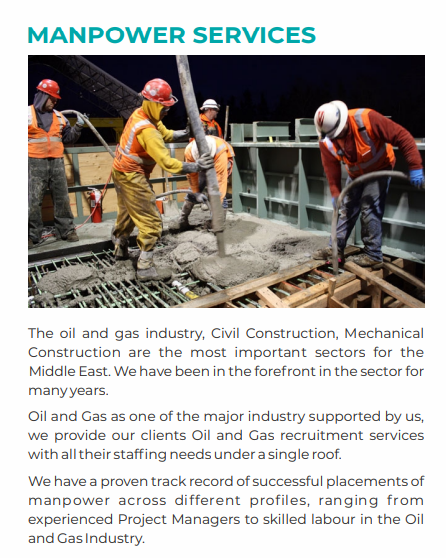 MANPOWER SERVICES
The oil and gas industry, Civil Construction, Mechanical
Construction are the most important sectors for the
Middle East. We have been in the forefront in the sector for
many years.
Oil and Gas as one of the major industry supported by us,
we provide our clients Oil and Gas recruitment services
with all their staffing needs under a single roof.
We have a proven track record of successful placements of
manpower across different profiles, ranging from
experienced Project Managers to skilled labour in the Oil
and Gas Industry.